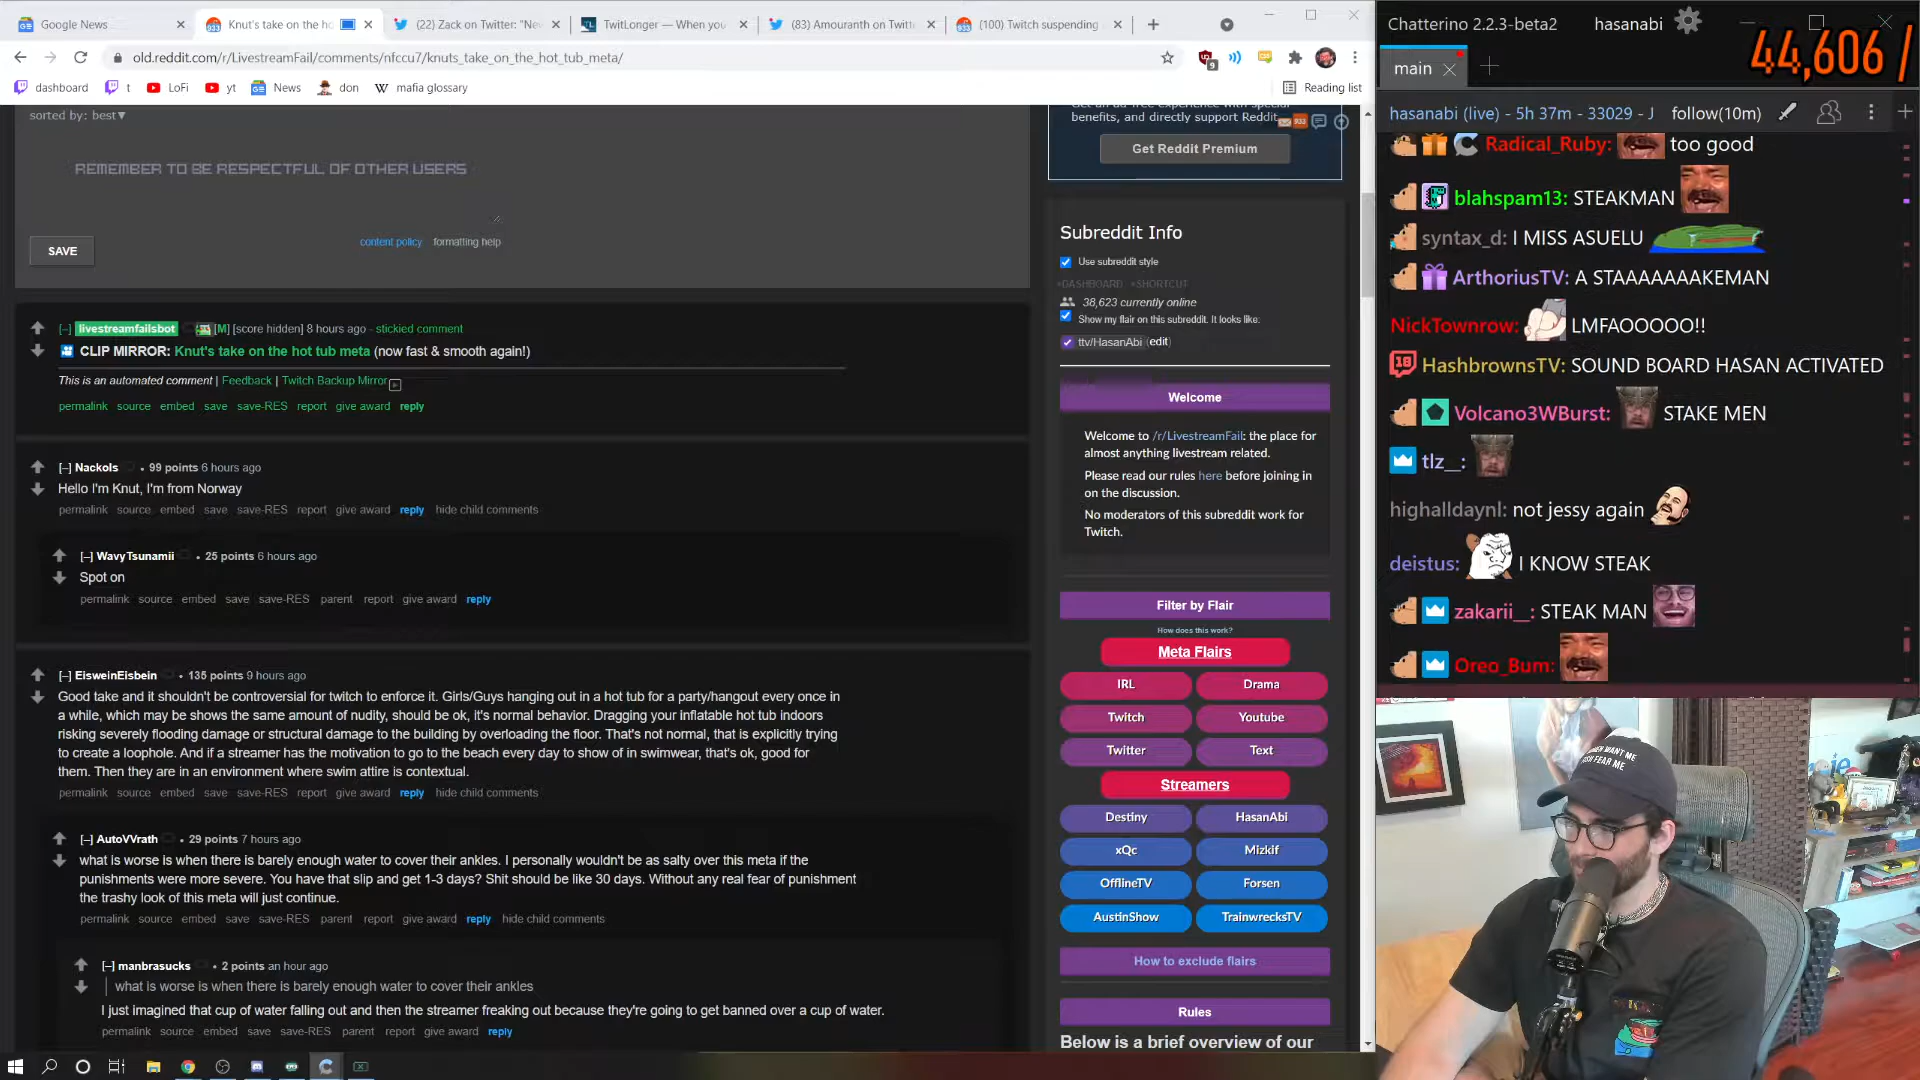 Google News
Knut's take on the ho
(22) Zack on Twitter: "Nev
TwitLonger — When you
(83) Amouranth on Twitt
(100) Twitch suspending
old.reddit.com/r/LivestreamFail/comments/nfccu7/knuts_take_on_the_hot_tub_meta/
dashboard
t
LoFi
yt
News
don
mafia glossary
Reading list
sorted by: best▼
REMEMBER TO BE RESPECTFUL OF OTHER USERS
content policy formatting help
SAVE
[–] livestreamfailsbot [M] [score hidden] 8 hours ago - stickied comment
CLIP MIRROR: Knut's take on the hot tub meta (now fast & smooth again!)
This is an automated comment | Feedback | Twitch Backup Mirror
permalink source embed save save-RES report give award reply
[–] Nackols • 99 points 6 hours ago
Hello I'm Knut, I'm from Norway
permalink source embed save save-RES report give award reply hide child comments
[–] WavyTsunamii • 25 points 6 hours ago
Spot on
permalink source embed save save-RES parent report give award reply
[–] EisweinEisbein • 135 points 9 hours ago
Good take and it shouldn't be controversial for twitch to enforce it. Girls/Guys hanging out in a hot tub for a party/hangout every once in
a while, which may be shows the same amount of nudity, should be ok, it's normal behavior. Dragging your inflatable hot tub indoors
risking severely flooding damage or structural damage to the building by overloading the floor. That's not normal, that is explicitly trying
to create a loophole. And if a streamer has the motivation to go to the beach every day to show of in swimwear, that's ok, good for
them. Then they are in an environment where swim attire is contextual.
permalink source embed save save-RES report give award reply hide child comments
[–] AutoVVrath • 29 points 7 hours ago
what is worse is when there is barely enough water to cover their ankles. I personally wouldn't be as salty over this meta if the
punishments were more severe. You have that slip and get 1-3 days? Shit should be like 30 days. Without any real fear of punishment
the trashy look of this meta will just continue.
permalink source embed save save-RES parent report give award reply hide child comments
[–] manbrasucks • 2 points an hour ago
what is worse is when there is barely enough water to cover their ankles
I just imagined that cup of water falling out and then the streamer freaking out because they're going to get banned over a cup of water.
permalink source embed save save-RES parent report give award reply
benefits, and directly support Reddit.
Get Reddit Premium
Subreddit Info
Use subreddit style
+DASHBOARD +SHORTCUT
38,623 currently online
Show my flair on this subreddit. It looks like:
ttv/HasanAbi (edit)
Welcome
Welcome to /r/LivestreamFail: the place for
almost anything livestream related.
Please read our rules here before joining in
on the discussion.
No moderators of this subreddit work for
Twitch.
Filter by Flair
How does this work?
Meta Flairs
IRL Drama
Twitch Youtube
Twitter Text
Streamers
Destiny HasanAbi
xQc Mizkif
OfflineTV Forsen
AustinShow TrainwrecksTV
How to exclude flairs
Rules
Below is a brief overview of our
Chatterino 2.2.3-beta2 hasanabi
44,606 /
main
hasanabi (live) - 5h 37m - 33029 - J follow(10m)
Radical_Ruby: too good
blahspam13: STEAKMAN
syntax_d: I MISS ASUELU
ArthoriusTV: A STAAAAAAAKEMAN
NickTownrow: LMFAOOOOO!!
HashbrownsTV: SOUND BOARD HASAN ACTIVATED
Volcano3WBurst: STAKE MEN
tlz__:
highalldaynl: not jessy again
deistus: I KNOW STEAK
zakarii__: STEAK MAN
Oreo_Bum:
WOMEN WANT ME
FISH FEAR ME